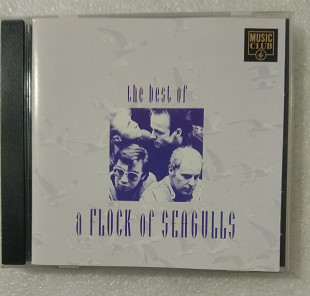 MUSIC
CLUB
the best of
a FLOCK of SEAGULLS